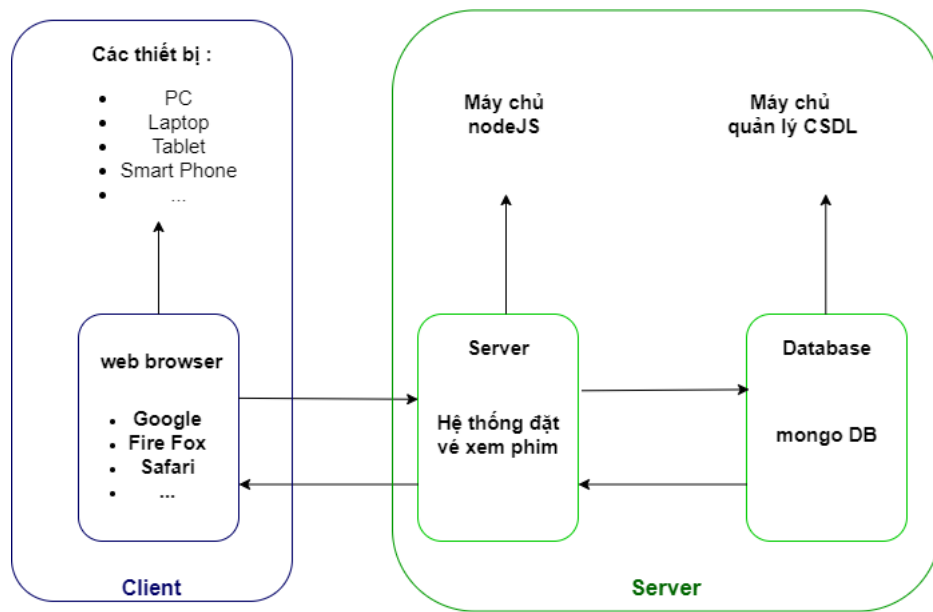 Các thiết bị :
PC
Laptop
Tablet
Smart Phone
...
web browser
Google
Fire Fox
Safari
...
Client
Máy chủ
nodeJS
Máy chủ
quản lý CSDL
Server
Hệ thống đặt
vé xem phim
Database
mongo DB
Server